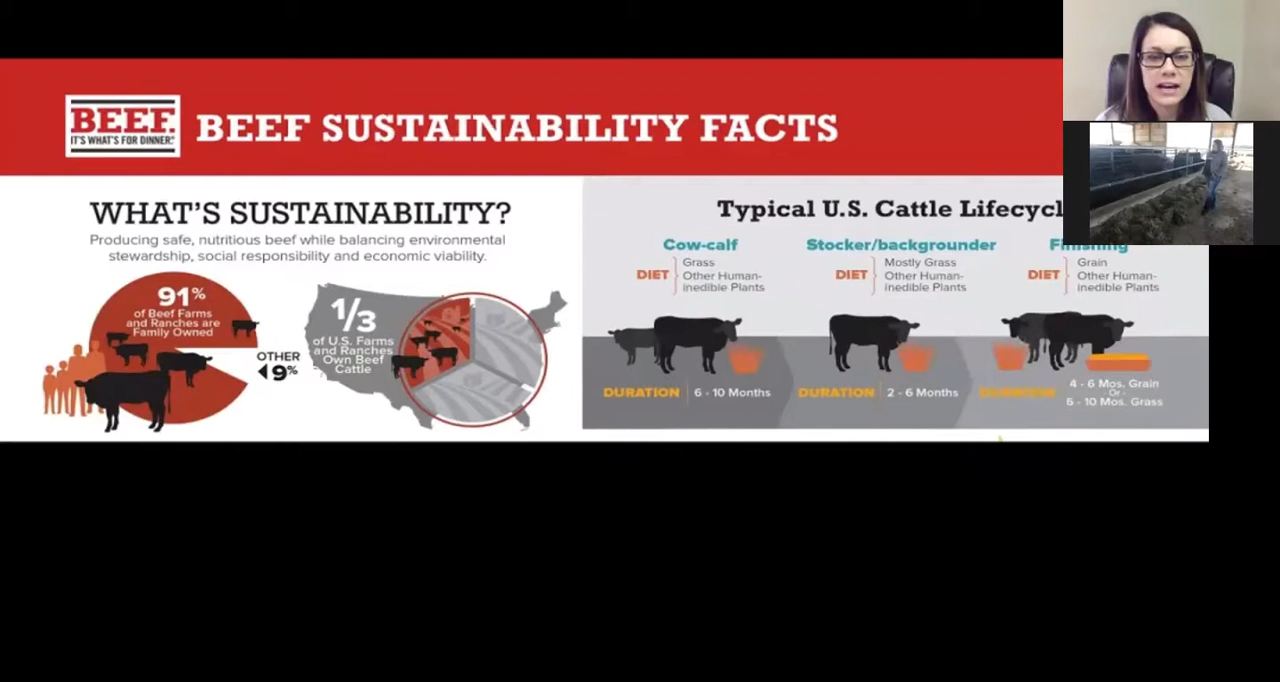 BEEF.
IT'S WHAT'S FOR DINNER.®
BEEF SUSTAINABILITY FACTS
WHAT'S SUSTAINABILITY?
Producing safe, nutritious beef while balancing environmental
stewardship, social responsibility and economic viability.
91%
of Beef Farms
and Ranches are
Family Owned
OTHER
9%
1/3
of U.S. Farms
and Ranches
Own Beef
Cattle
Typical U.S. Cattle Lifecycl
Cow-calf
DIET
Grass
Other Human-
inedible Plants
DURATION
6 - 10 Months
Stocker/backgrounder
DIET
Mostly Grass
Other Human-
inedible Plants
DURATION
2 - 6 Months
Finishing
DIET
Grain
Other Human-
inedible Plants
DURATION
4 - 6 Mos. Grain
- Or -
6 - 10 Mos. Grass